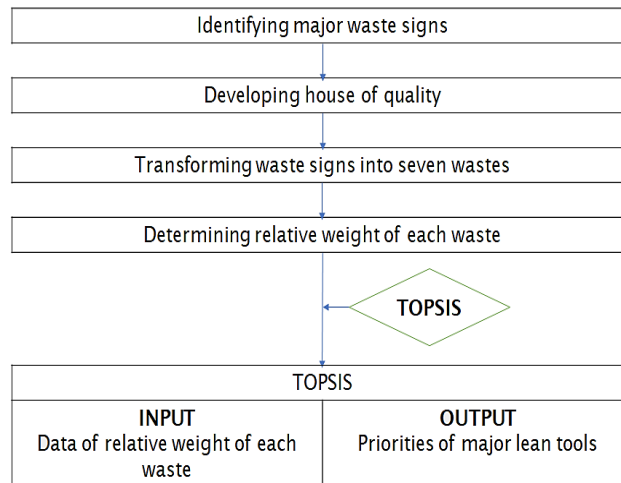 Identifying major waste signs
Developing house of quality
Transforming waste signs into seven wastes
Determining relative weight of each waste
TOPSIS
TOPSIS
INPUT
Data of relative weight of each
waste
OUTPUT
Priorities of major lean tools